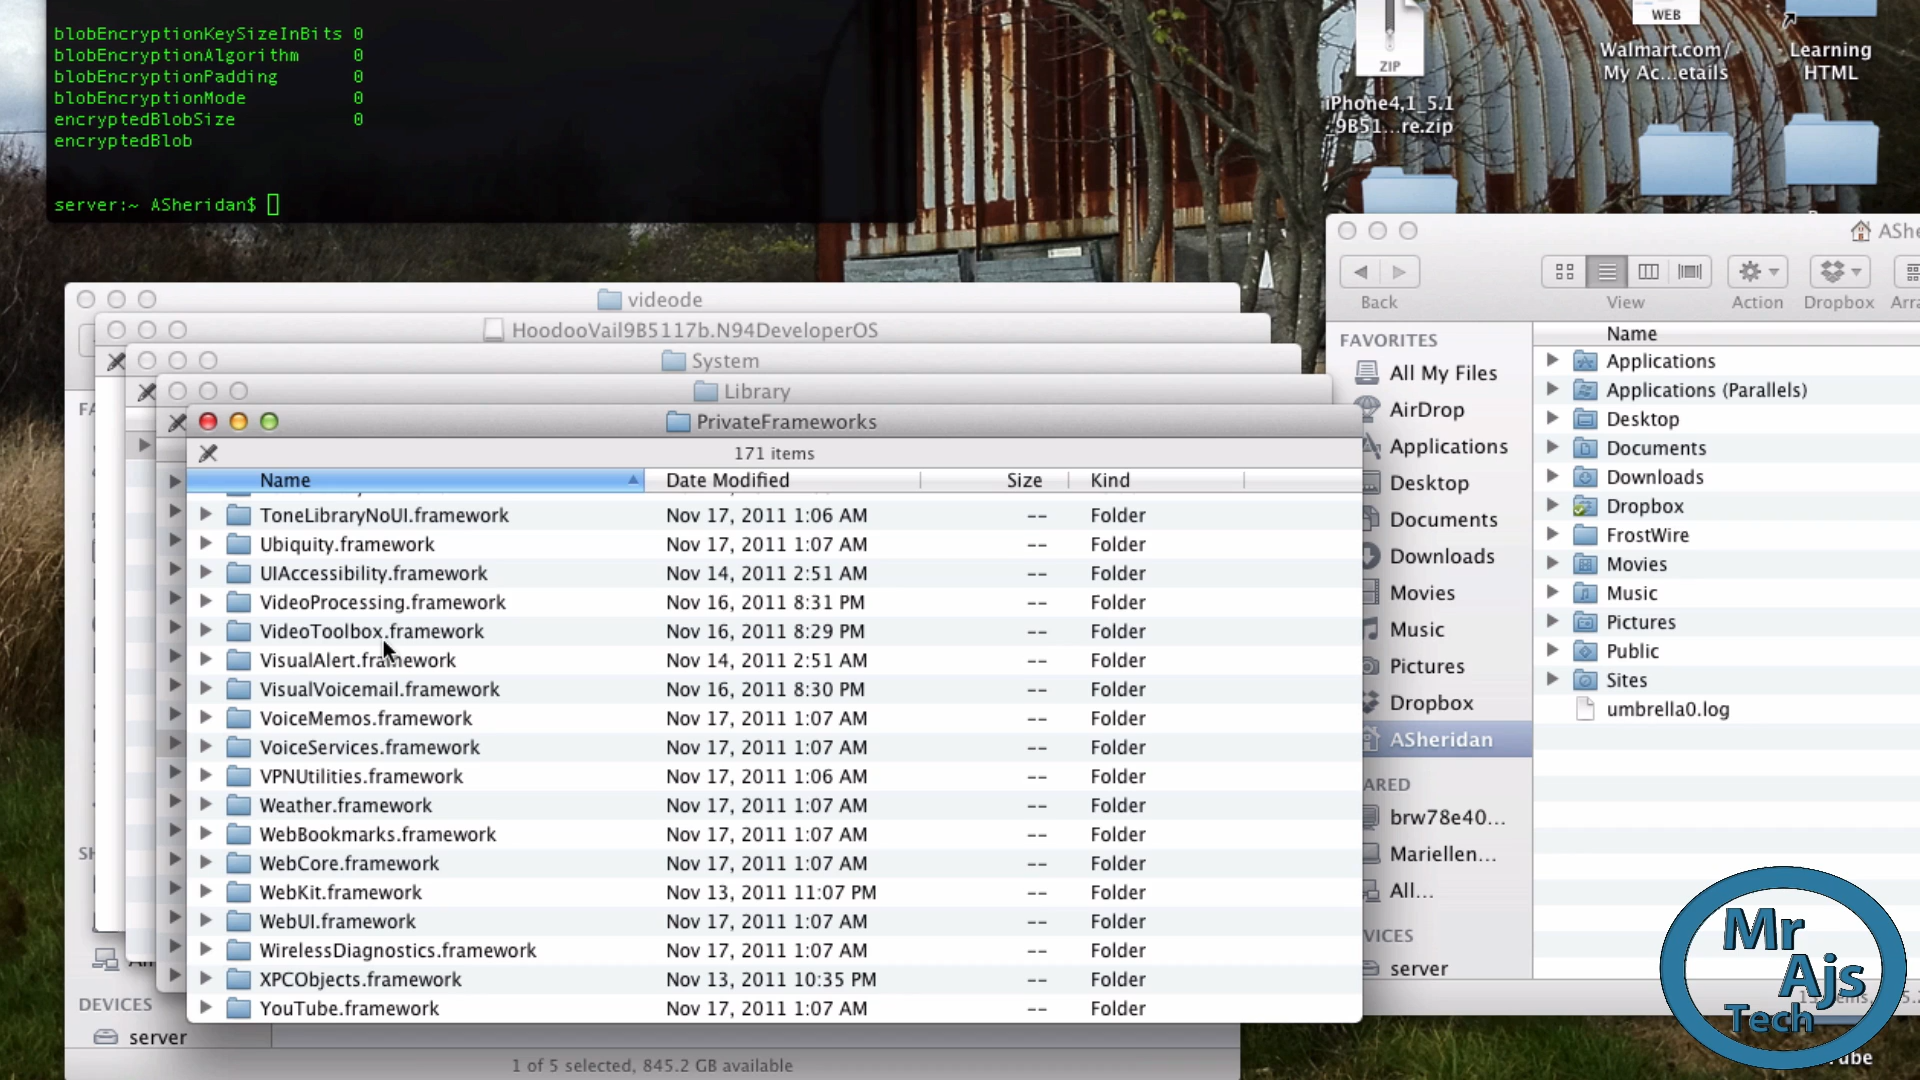 blobEncryptionKeySizeInBits 0
blobEncryptionAlgorithm 0
blobEncryptionPadding 0
blobEncryptionMode 0
encryptedBlobSize 0
encryptedBlob
server:~ ASheridan$
ZIP
iPhone4,1_5.1
_9B51...re.zip
WEB
Walmart.com/
My Ac...etails
Learning
HTML
videode
HoodooVail9B5117b.N94DeveloperOS
System
Library
PrivateFrameworks
171 items
Name Date Modified Size Kind
ToneLibraryNoUI.framework Nov 17, 2011 1:06 AM -- Folder
Ubiquity.framework Nov 17, 2011 1:07 AM -- Folder
UIAccessibility.framework Nov 14, 2011 2:51 AM -- Folder
VideoProcessing.framework Nov 16, 2011 8:31 PM -- Folder
VideoToolbox.framework Nov 16, 2011 8:29 PM -- Folder
VisualAlert.framework Nov 14, 2011 2:51 AM -- Folder
VisualVoicemail.framework Nov 16, 2011 8:30 PM -- Folder
VoiceMemos.framework Nov 17, 2011 1:07 AM -- Folder
VoiceServices.framework Nov 17, 2011 1:07 AM -- Folder
VPNUtilities.framework Nov 17, 2011 1:06 AM -- Folder
Weather.framework Nov 17, 2011 1:07 AM -- Folder
WebBookmarks.framework Nov 17, 2011 1:07 AM -- Folder
WebCore.framework Nov 17, 2011 1:07 AM -- Folder
WebKit.framework Nov 13, 2011 11:07 PM -- Folder
WebUI.framework Nov 17, 2011 1:07 AM -- Folder
WirelessDiagnostics.framework Nov 17, 2011 1:07 AM -- Folder
XPCObjects.framework Nov 13, 2011 10:35 PM -- Folder
YouTube.framework Nov 17, 2011 1:07 AM -- Folder
FA
SH
DEVICES
server
1 of 5 selected, 845.2 GB available
AShe
Back View Action Dropbox Arra
FAVORITES
All My Files
AirDrop
Applications
Desktop
Documents
Downloads
Movies
Music
Pictures
Dropbox
ASheridan
ARED
brw78e40...
Mariellen...
All...
VICES
server
Name
Applications
Applications (Parallels)
Desktop
Documents
Downloads
Dropbox
FrostWire
Movies
Music
Pictures
Public
Sites
umbrella0.log
Mr
Ajs
Tech